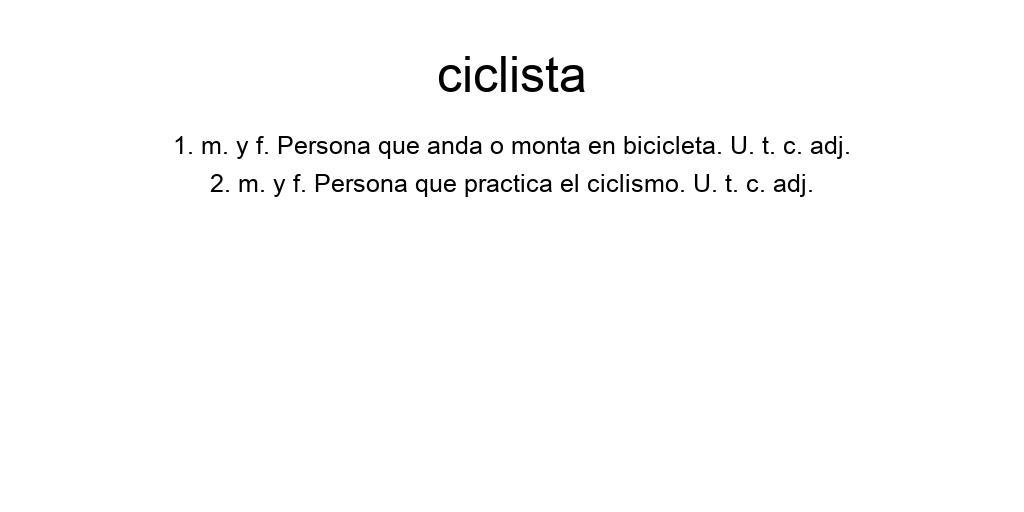 ciclista
1. m. y f. Persona que anda o monta en bicicleta. U. t. c. adj.
2. m. y f. Persona que practica el ciclismo. U. t. c. adj.